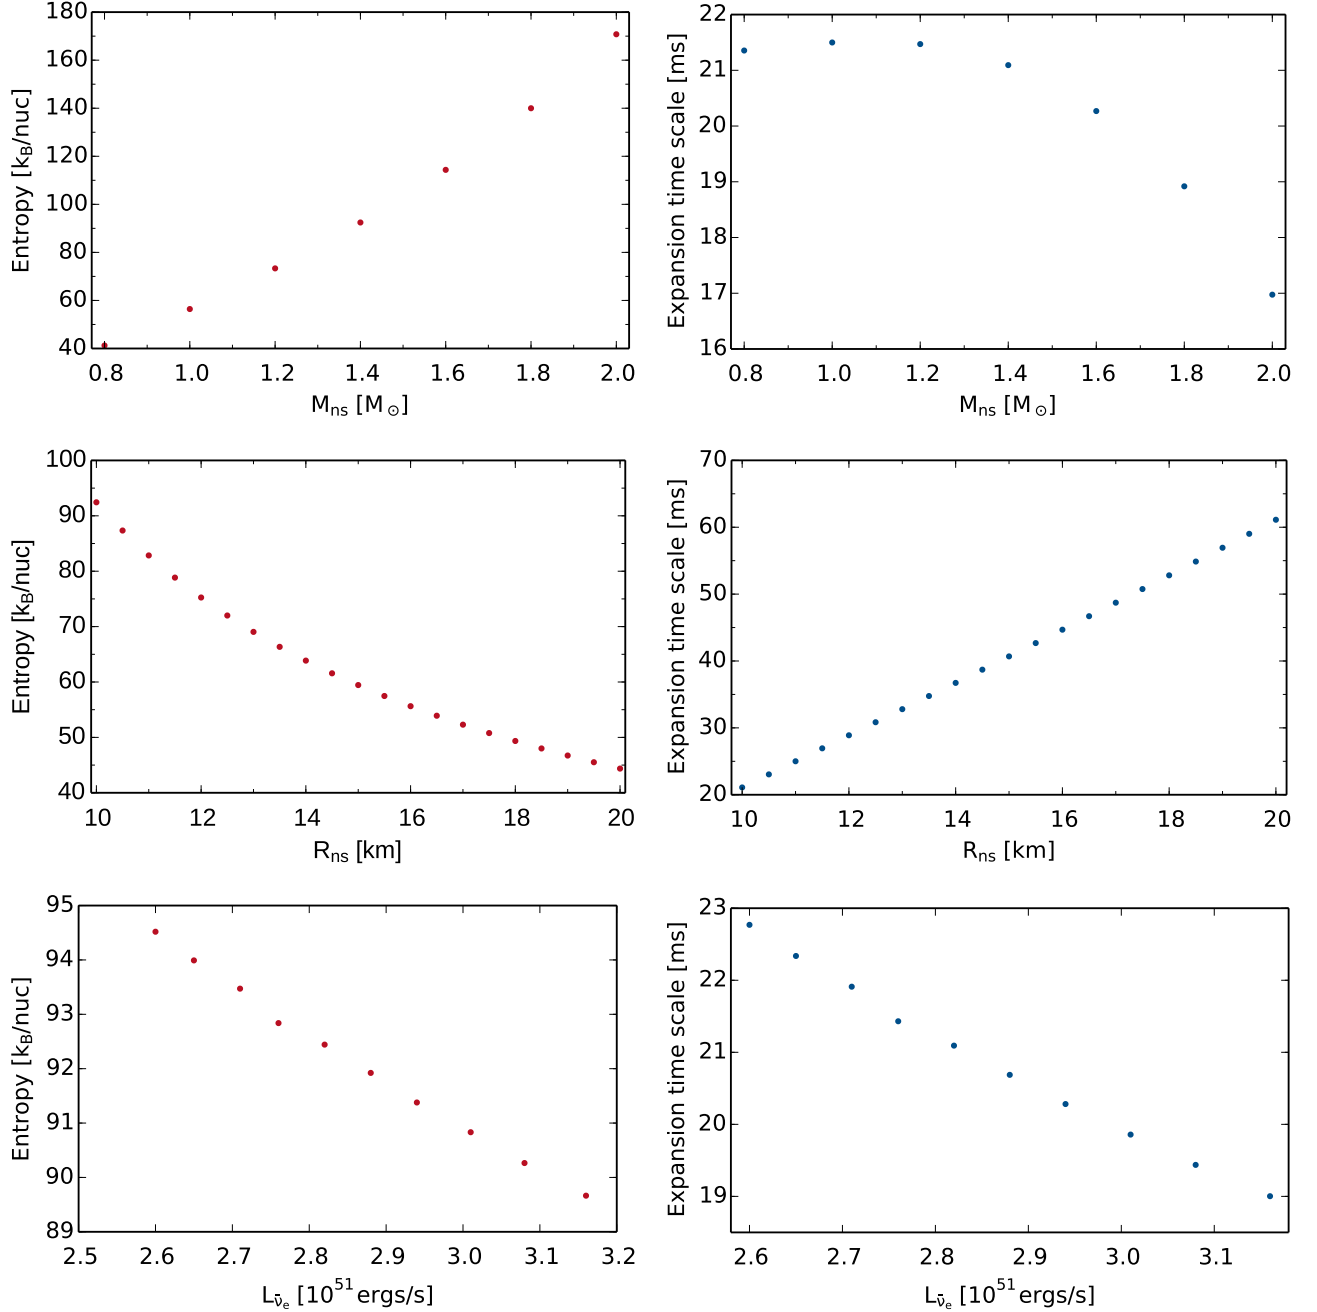 180
160
140
120
100
80
60
40
Entropy [k_B/nuc]
0.8 1.0 1.2 1.4 1.6 1.8 2.0
M_ns [M_⊙]
22
21
20
19
18
17
16
Expansion time scale [ms]
0.8 1.0 1.2 1.4 1.6 1.8 2.0
M_ns [M_⊙]
100
90
80
70
60
50
40
Entropy [k_B/nuc]
10 12 14 16 18 20
R_ns [km]
70
60
50
40
30
20
Expansion time scale [ms]
10 12 14 16 18 20
R_ns [km]
95
94
93
92
91
90
89
Entropy [k_B/nuc]
2.5 2.6 2.7 2.8 2.9 3.0 3.1 3.2
L_ν̄e [10^51 ergs/s]
23
22
21
20
19
Expansion time scale [ms]
2.6 2.7 2.8 2.9 3.0 3.1
L_ν̄e [10^51 ergs/s]